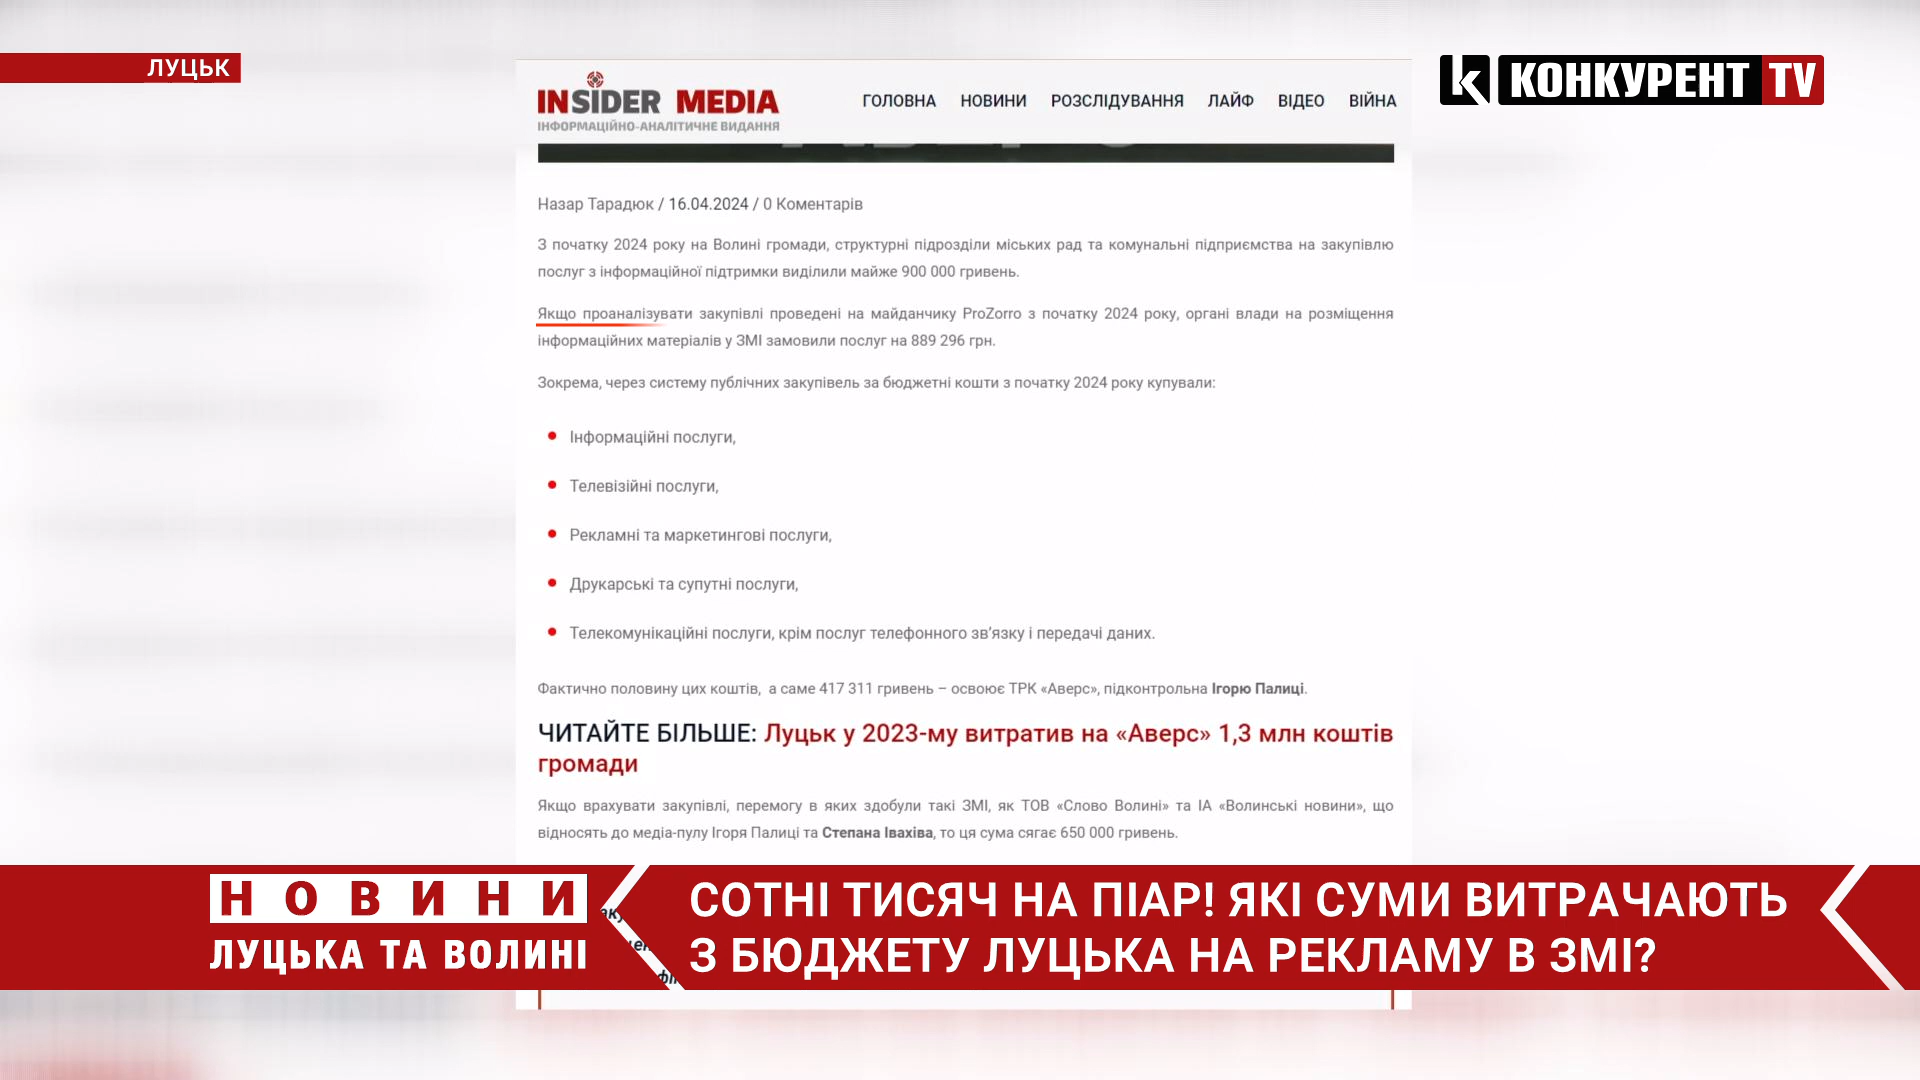 ЛУЦЬК
INSIDER MEDIA
ІНФОРМАЦІЙНО-АНАЛІТИЧНЕ ВИДАННЯ
ГОЛОВНА НОВИНИ РОЗСЛІДУВАННЯ ЛАЙФ ВІДЕО ВІЙНА
k КОНКУРЕНТ TV
Назар Тарадюк / 16.04.2024 / 0 Коментарів
З початку 2024 року на Волині громади, структурні підрозділи міських рад та комунальні підприємства на закупівлю
послуг з інформаційної підтримки виділили майже 900 000 гривень.
Якщо проаналізувати закупівлі проведені на майданчику ProZorro з початку 2024 року, органі влади на розміщення
інформаційних матеріалів у ЗМІ замовили послуг на 889 296 грн.
Зокрема, через систему публічних закупівель за бюджетні кошти з початку 2024 року купували:
Інформаційні послуги,
Телевізійні послуги,
Рекламні та маркетингові послуги,
Друкарські та супутні послуги,
Телекомунікаційні послуги, крім послуг телефонного зв’язку і передачі даних.
Фактично половину цих коштів, а саме 417 311 гривень – освоює ТРК «Аверс», підконтрольна Ігорю Палиці.
ЧИТАЙТЕ БІЛЬШЕ: Луцьк у 2023-му витратив на «Аверс» 1,3 млн коштів
громади
Якщо врахувати закупівлі, перемогу в яких здобули такі ЗМІ, як ТОВ «Слово Волині» та ІА «Волинські новини», що
відносять до медіа-пулу Ігоря Палиці та Степана Івахіва, то ця сума сягає 650 000 гривень.
НОВИНИ
ЛУЦЬКА ТА ВОЛИНІ
СОТНІ ТИСЯЧ НА ПІАР! ЯКІ СУМИ ВИТРАЧАЮТЬ
З БЮДЖЕТУ ЛУЦЬКА НА РЕКЛАМУ В ЗМІ?